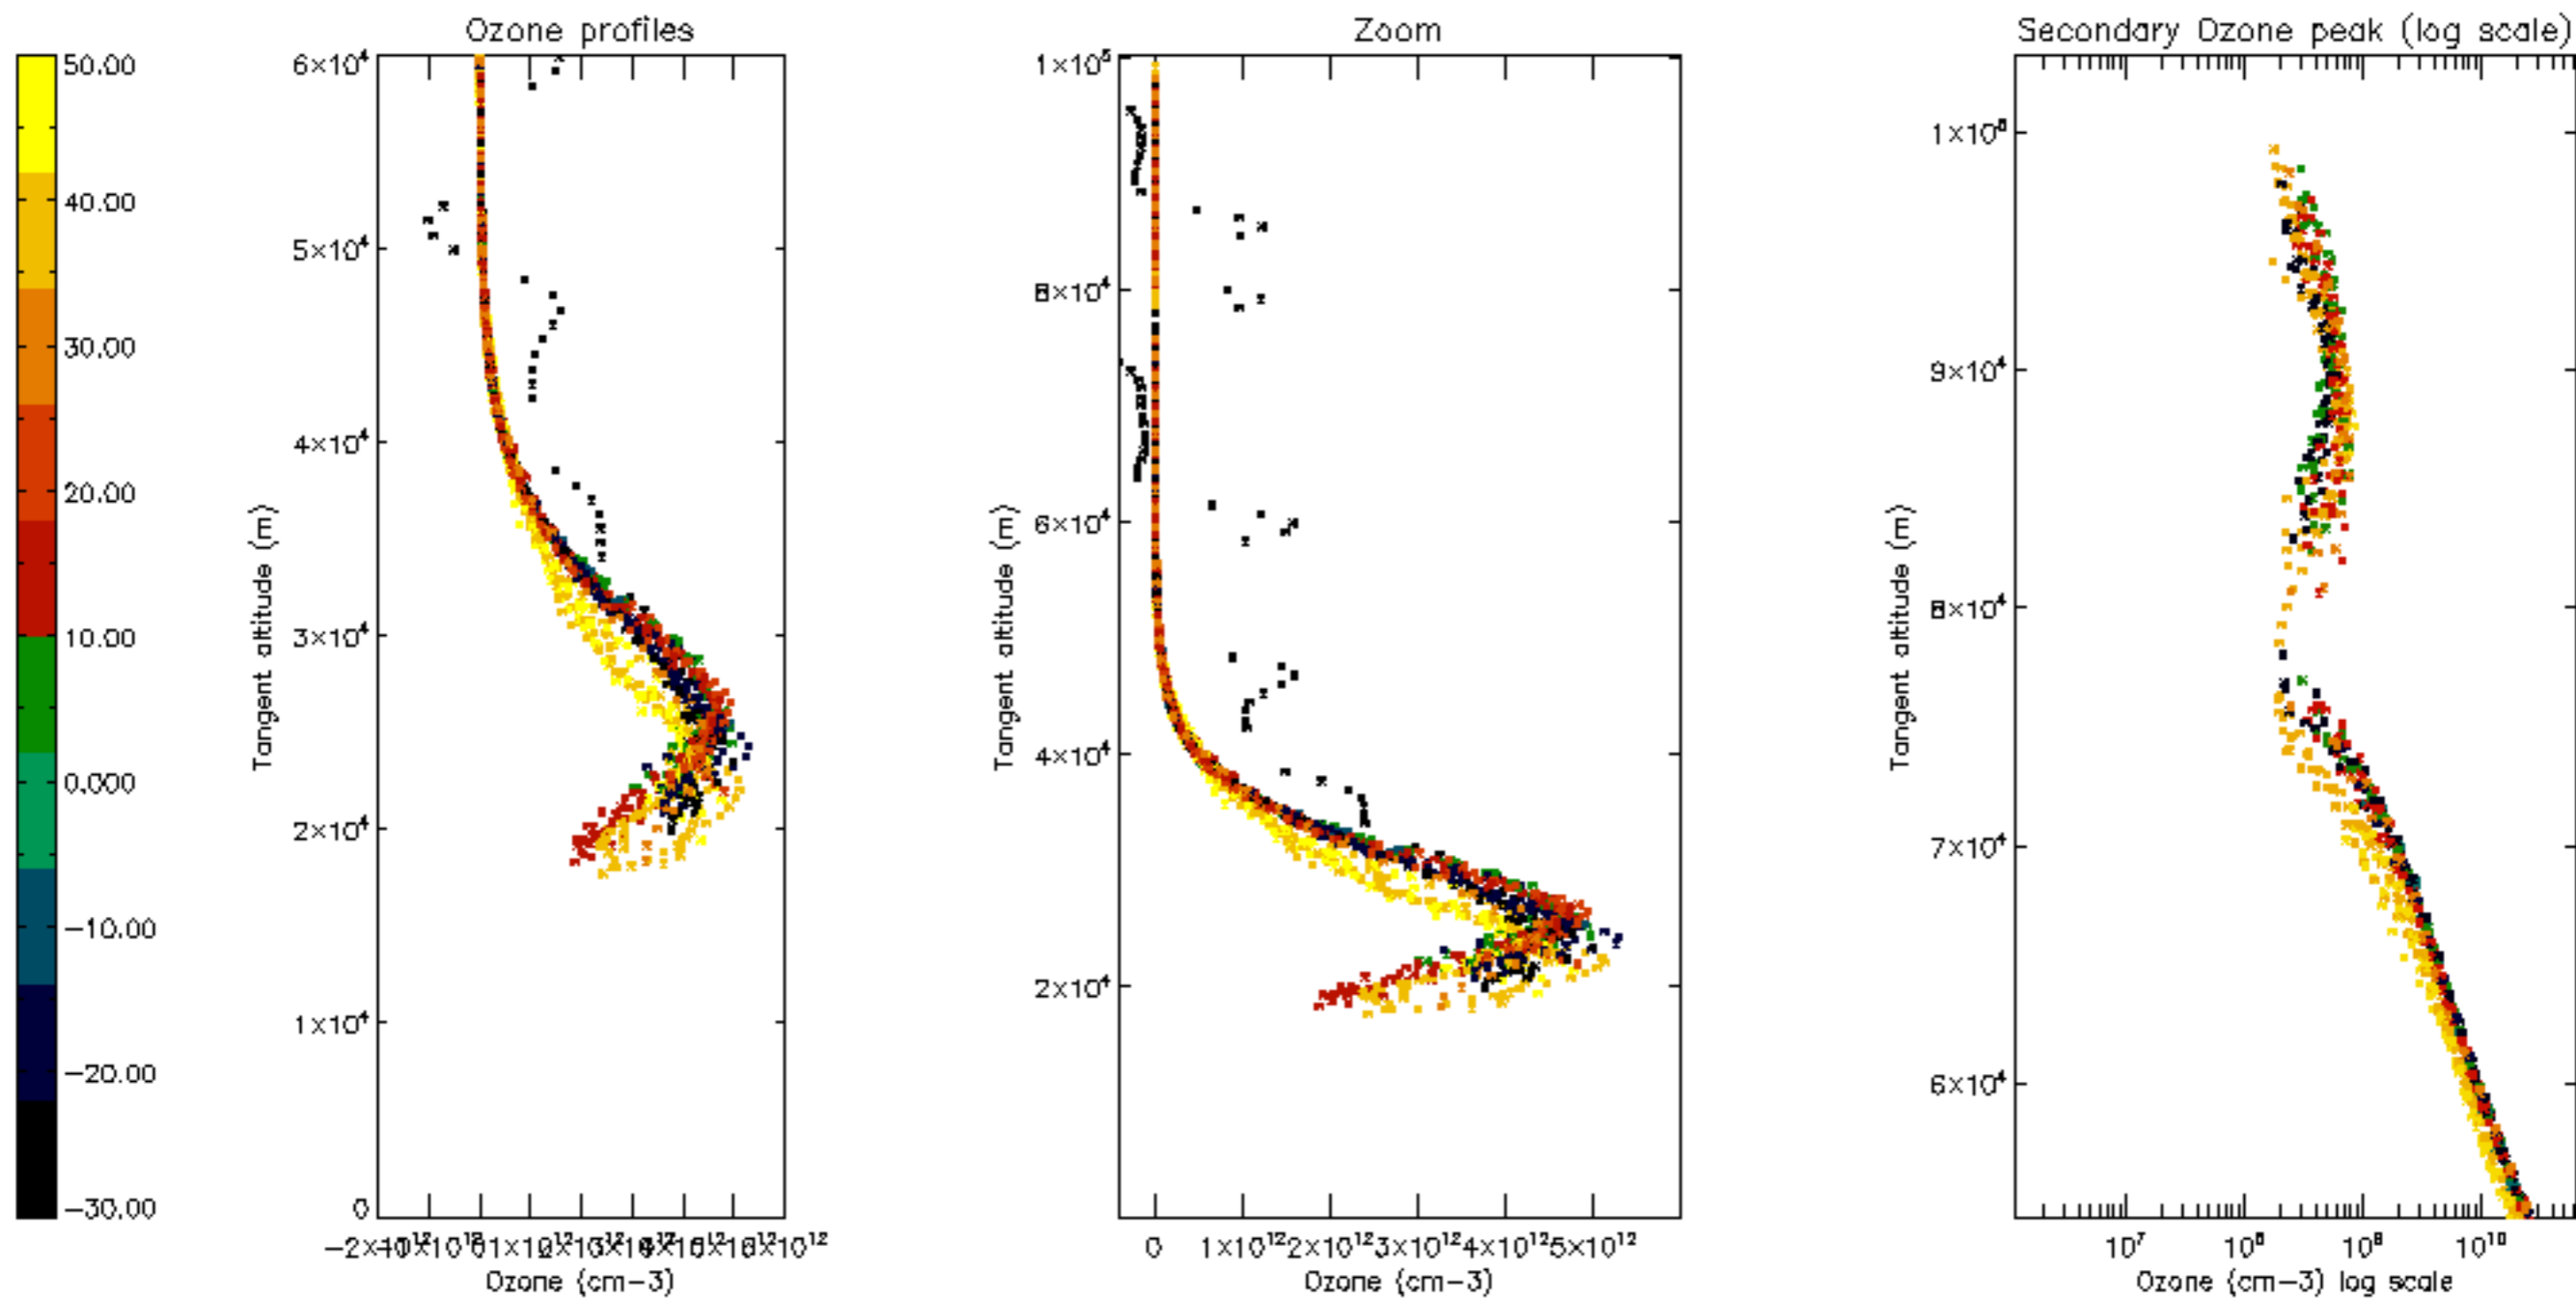 Ozone profiles
Zoom
Secondary Ozone peak (log scale)
50.00
40.00
30.00
20.00
10.00
0.000
-10.00
-20.00
-30.00
6×10⁴
5×10⁴
4×10⁴
3×10⁴
2×10⁴
1×10⁴
0
Tangent altitude (m)
Ozone (cm-3)
1×10⁵
8×10⁴
6×10⁴
4×10⁴
2×10⁴
Tangent altitude (m)
0 1×10¹² 2×10¹² 3×10¹² 4×10¹² 5×10¹²
Ozone (cm-3)
9×10⁴
8×10⁴
7×10⁴
6×10⁴
Tangent altitude (m)
10⁷ 10⁸ 10⁹ 10¹⁰
Ozone (cm-3) log scale